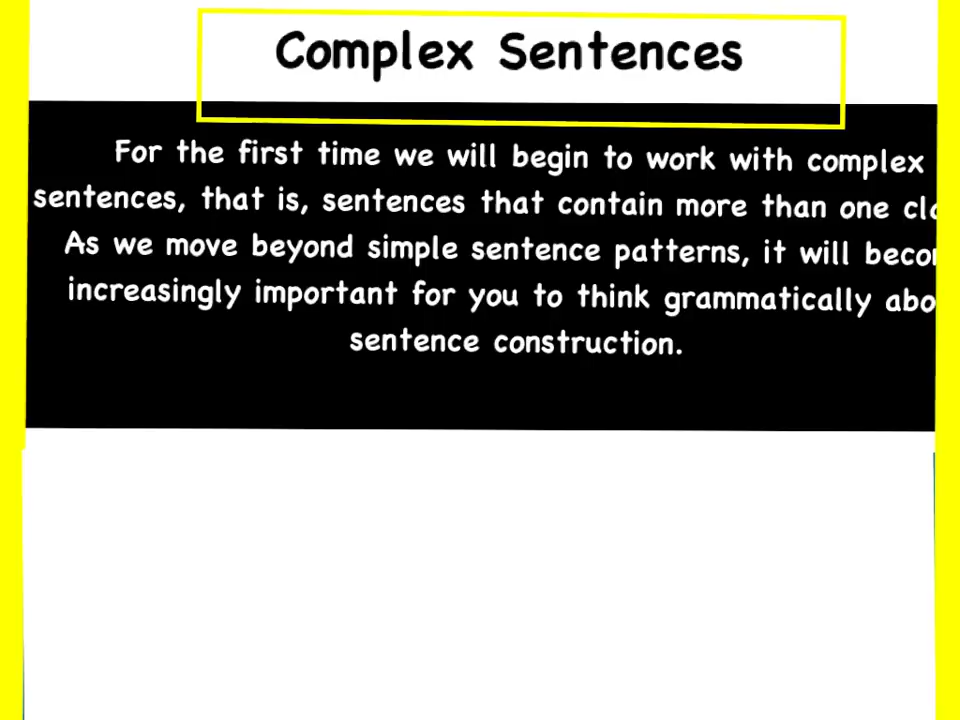 Complex Sentences
For the first time we will begin to work with complex
sentences, that is, sentences that contain more than one
As we move beyond simple sentence patterns, it will
increasingly important for you to think grammatically
sentence construction.